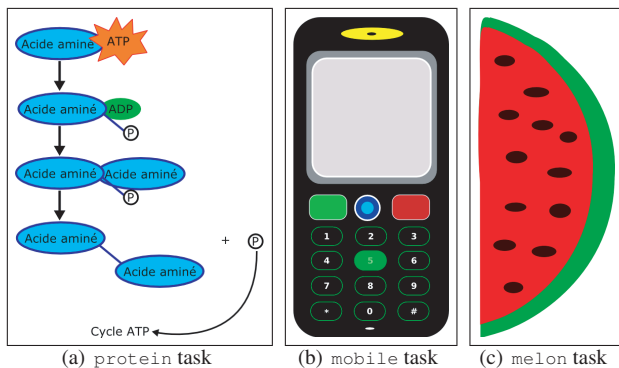 Acide aminé ATP
Acide aminé ADP
P
Acide aminé Acide aminé
P
Acide aminé
+ P
Acide aminé
Cycle ATP
1 2 3
4 5 6
7 8 9
* 0 #
(a) protein task (b) mobile task (c) melon task